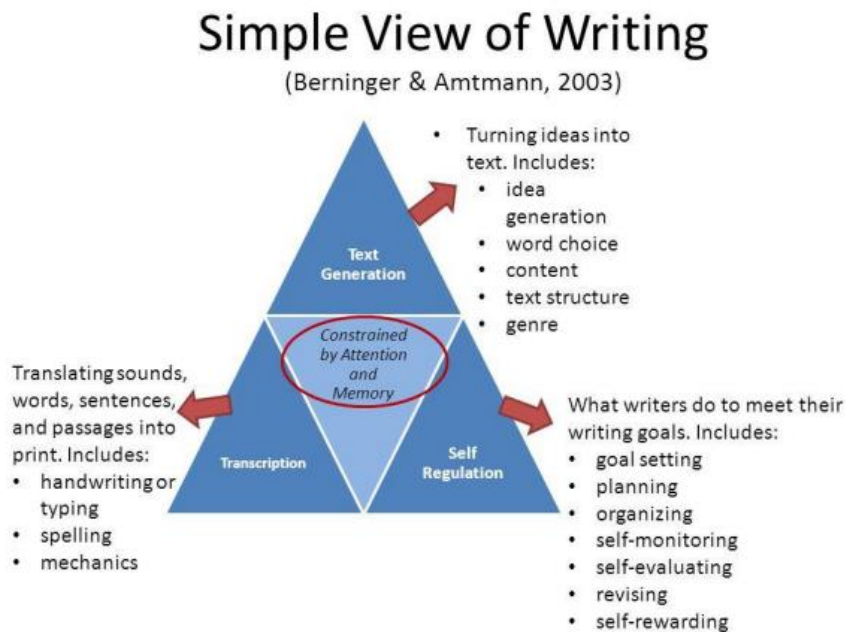 Simple View of Writing
(Berninger & Amtmann, 2003)
• Turning ideas into
text. Includes:
• idea
generation
• word choice
• content
• text structure
• genre
Text
Generation
Constrained
by Attention
and
Memory
Translating sounds,
words, sentences,
and passages into
print. Includes:
• handwriting or
typing
• spelling
• mechanics
Transcription
Self
Regulation
What writers do to meet their
writing goals. Includes:
• goal setting
• planning
• organizing
• self-monitoring
• self-evaluating
• revising
• self-rewarding